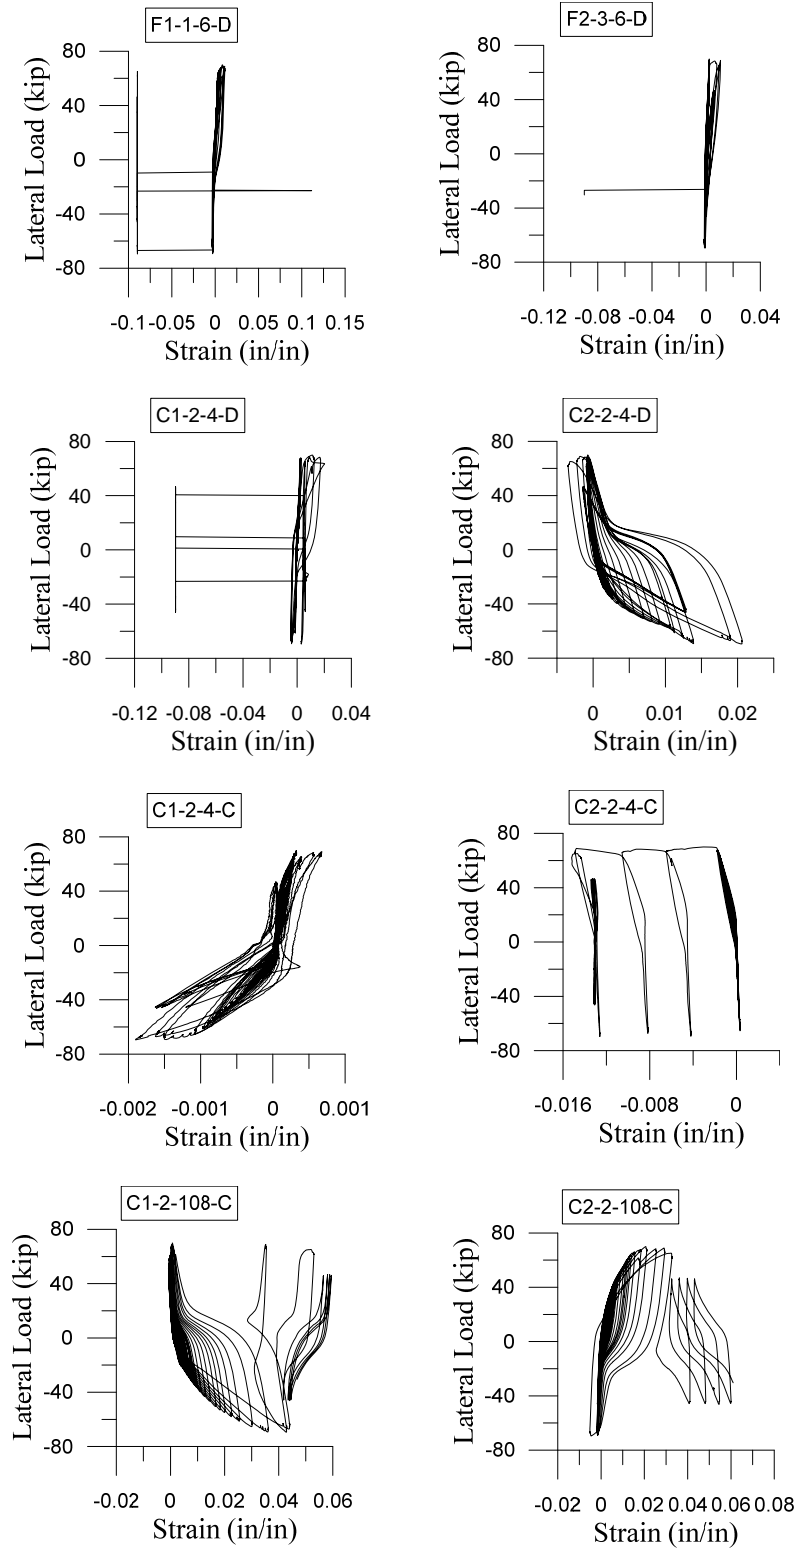 F1-1-6-D
80
40
0
-40
-80
Lateral Load (kip)
-0.1 -0.05 0 0.05 0.1 0.15
Strain (in/in)
F2-3-6-D
80
40
0
-40
-80
Lateral Load (kip)
-0.12 -0.08 -0.04 0 0.04
Strain (in/in)
C1-2-4-D
80
40
0
-40
-80
Lateral Load (kip)
-0.12 -0.08 -0.04 0 0.04
Strain (in/in)
C2-2-4-D
80
40
0
-40
-80
Lateral Load (kip)
0 0.01 0.02
Strain (in/in)
C1-2-4-C
80
40
0
-40
-80
Lateral Load (kip)
-0.002 -0.001 0 0.001
Strain (in/in)
C2-2-4-C
80
40
0
-40
-80
Lateral Load (kip)
-0.016 -0.008 0
Strain (in/in)
C1-2-108-C
80
40
0
-40
-80
Lateral Load (kip)
-0.02 0 0.02 0.04 0.06
Strain (in/in)
C2-2-108-C
80
40
0
-40
-80
Lateral Load (kip)
-0.02 0 0.02 0.04 0.06 0.08
Strain (in/in)